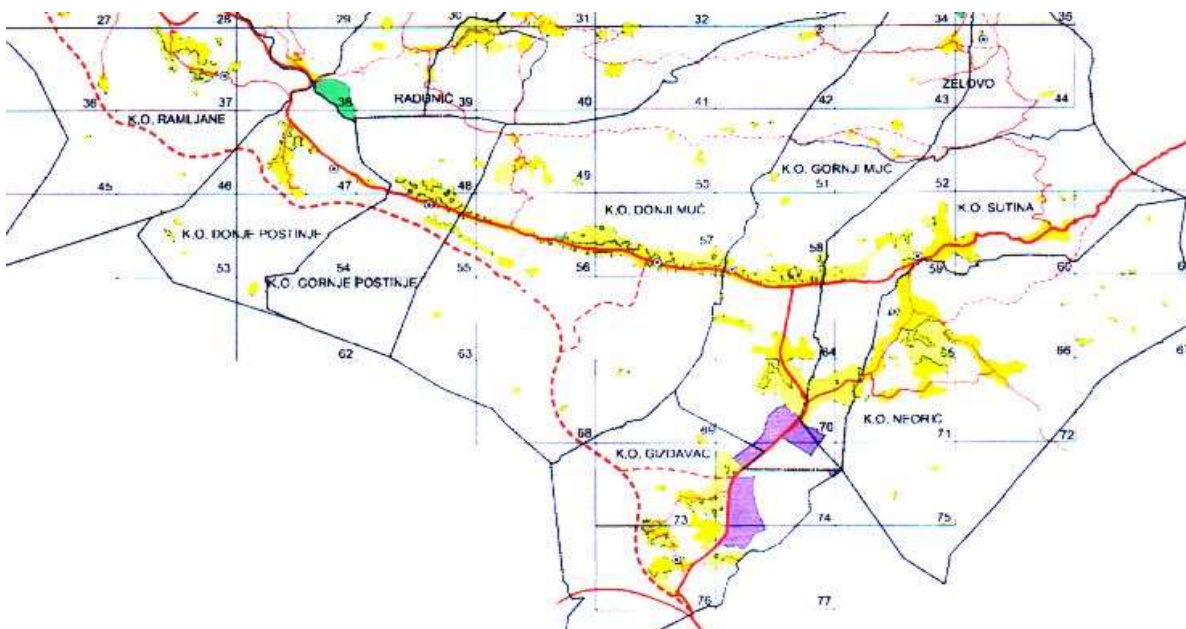 27 28 29 30 31 32 33 34 35
ZELOVO
36 37 38 RADUNIĆ 39 40 41 42 43 44
K.O. RAMLJANE
K.O. GORNJI MUĆ
45 46 47 48 49 50 51 52
K.O. DONJI MUĆ K.O. SUTINA
K.O. DONJE POSTINJE
53 54 55 56 57 58 59 60
K.O. GORNJE POSTINJE
62 63 64 65 66 67
K.O. NEORIĆ
68 69 70 71 72
K.O. GIZDAVAC
73 74 75
76 77